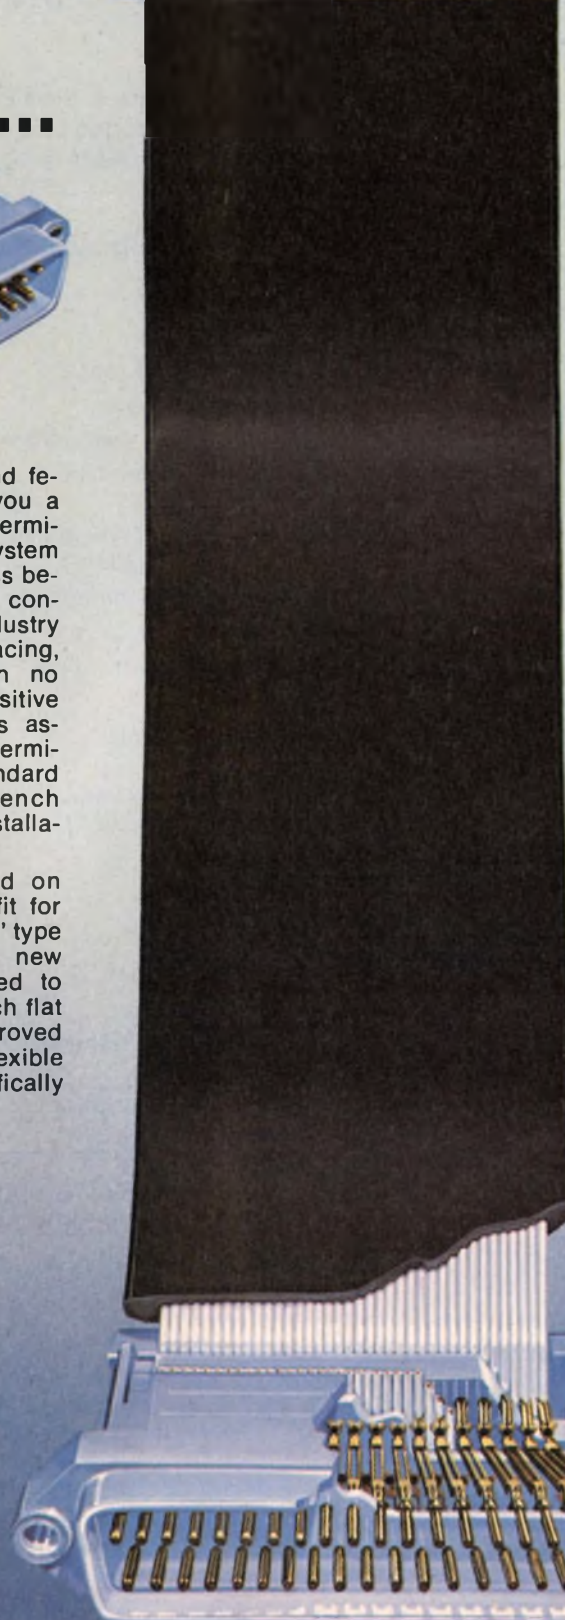 d fe-
you a
ermi-
ystem
s be-
con-
dustry
acing,
n no
sitive
s as-
ermi-
ndard
ench
stalla-
d on
fit for
' type
new
ed to
ch flat
roved
exible
fically